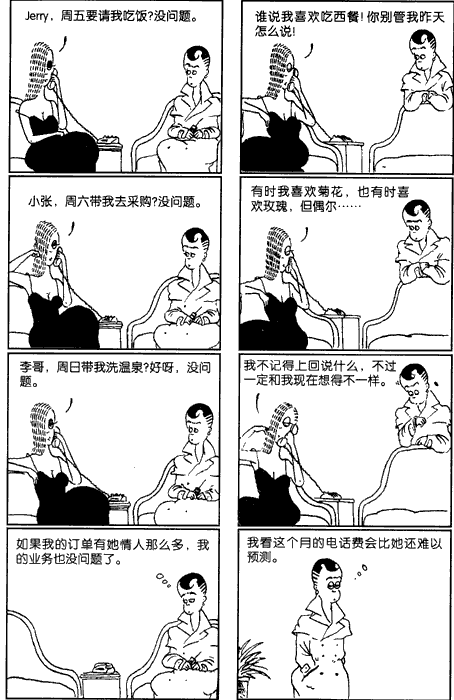 Jerry，周五要请我吃饭?没问题。
小张，周六带我去采购?没问题。
李哥，周日带我洗温泉?好呀，没问
题。
如果我的订单有她情人那么多，我
的业务也没问题了。
谁说我喜欢吃西餐!你别管我昨天
怎么说!
有时我喜欢菊花，也有时喜
欢玫瑰，但偶尔……
我不记得上回说什么，不过
一定和我现在想得不一样。
我看这个月的电话费会比她还难以
预测。